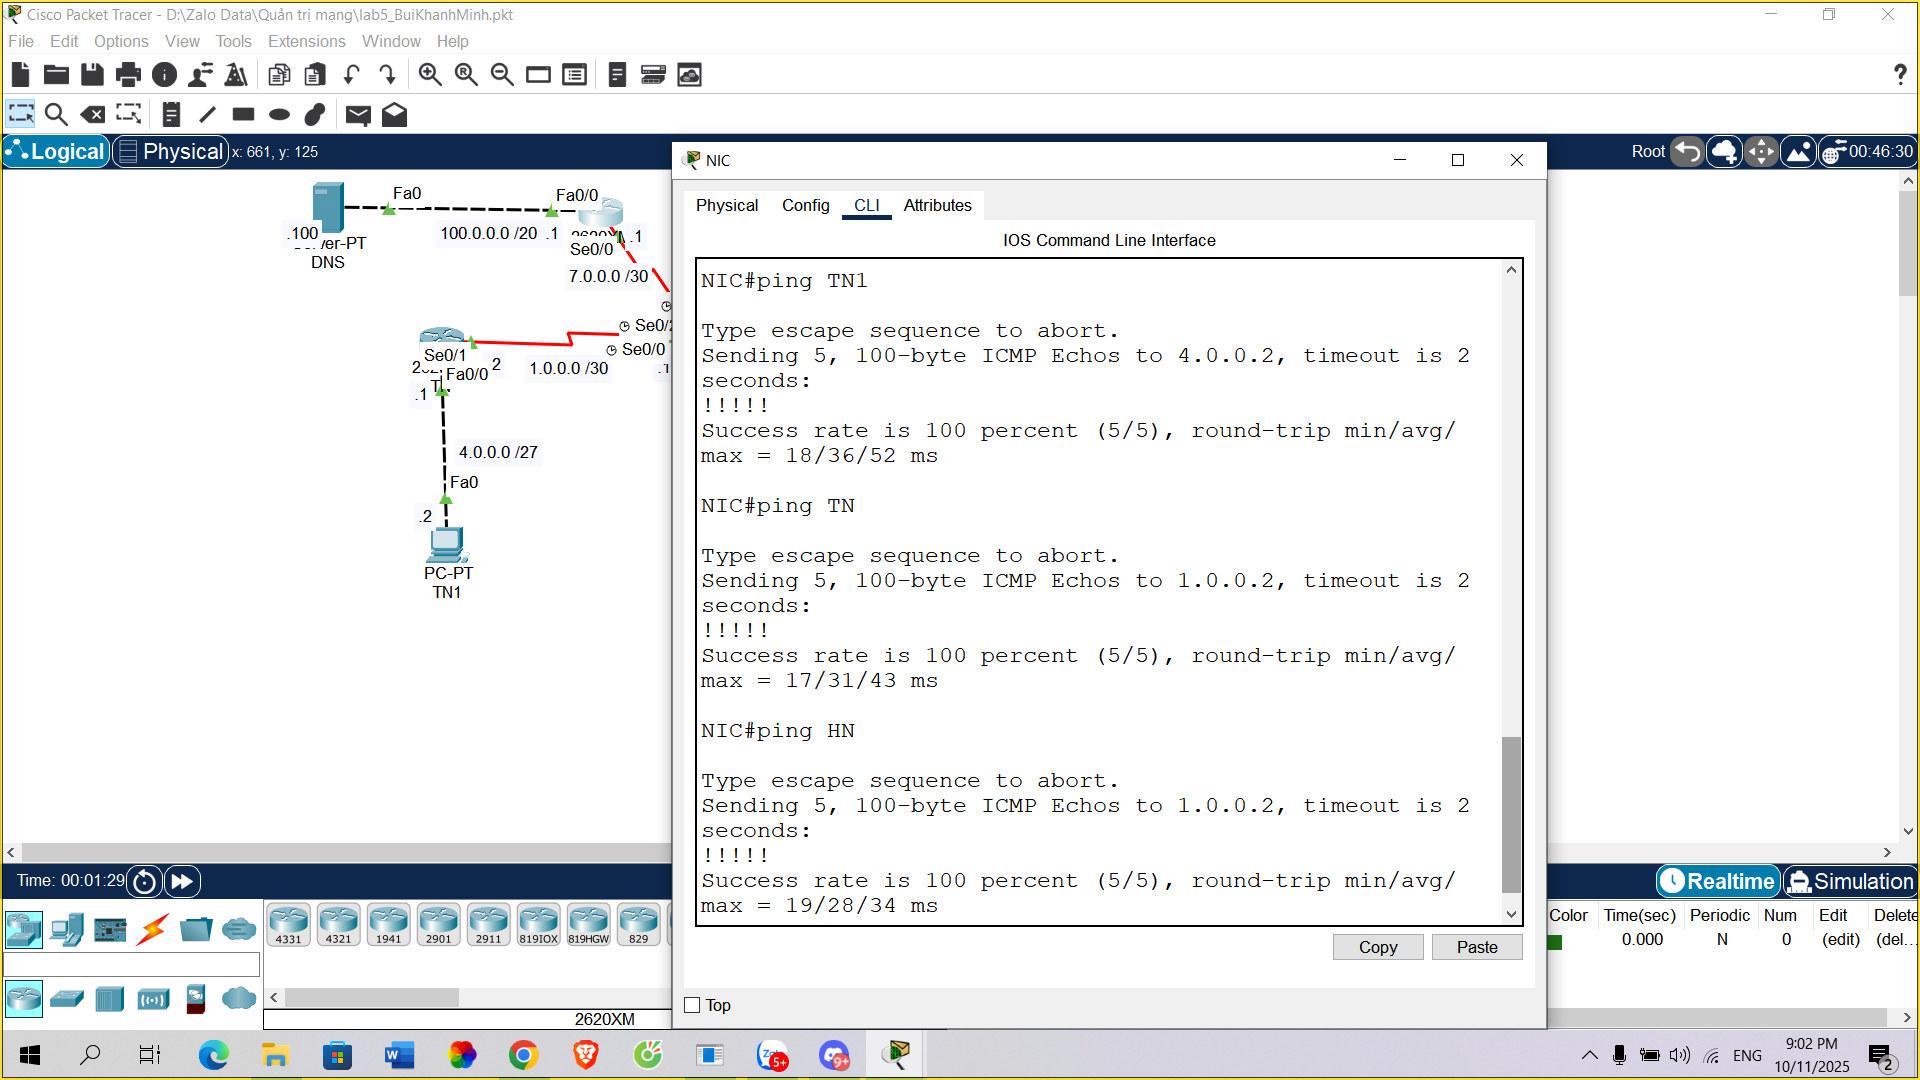 Cisco Packet Tracer - D:\Zalo Data\Quản trị mạng\lab5_BuiKhanhMinh.pkt
File Edit Options View Tools Extensions Window Help
?
Logical
Physical
x: 661, y: 125
Root
00:46:30
Fa0
Fa0/0
.100
100.0.0.0 /20
.1
.1
Server-PT
DNS
Se0/0
7.0.0.0 /30
Se0/1
Fa0/0
2
1.0.0.0 /30
Se0/0
.1
.1
4.0.0.0 /27
Fa0
.2
PC-PT
TN1
NIC
Physical Config CLI Attributes
IOS Command Line Interface
NIC#ping TN1
Type escape sequence to abort.
Sending 5, 100-byte ICMP Echos to 4.0.0.2, timeout is 2
seconds:
!!!!!
Success rate is 100 percent (5/5), round-trip min/avg/
max = 18/36/52 ms
NIC#ping TN
Type escape sequence to abort.
Sending 5, 100-byte ICMP Echos to 1.0.0.2, timeout is 2
seconds:
!!!!!
Success rate is 100 percent (5/5), round-trip min/avg/
max = 17/31/43 ms
NIC#ping HN
Type escape sequence to abort.
Sending 5, 100-byte ICMP Echos to 1.0.0.2, timeout is 2
seconds:
!!!!!
Success rate is 100 percent (5/5), round-trip min/avg/
max = 19/28/34 ms
Copy Paste
Top
Time: 00:01:29
Realtime
Simulation
4331 4321 1941 2901 2911 819IOX 819HGW 829
2620XM
Color Time(sec) Periodic Num Edit Delete
0.000 N 0 (edit) (del...
5+
9+
ENG
9:02 PM
10/11/2025
2